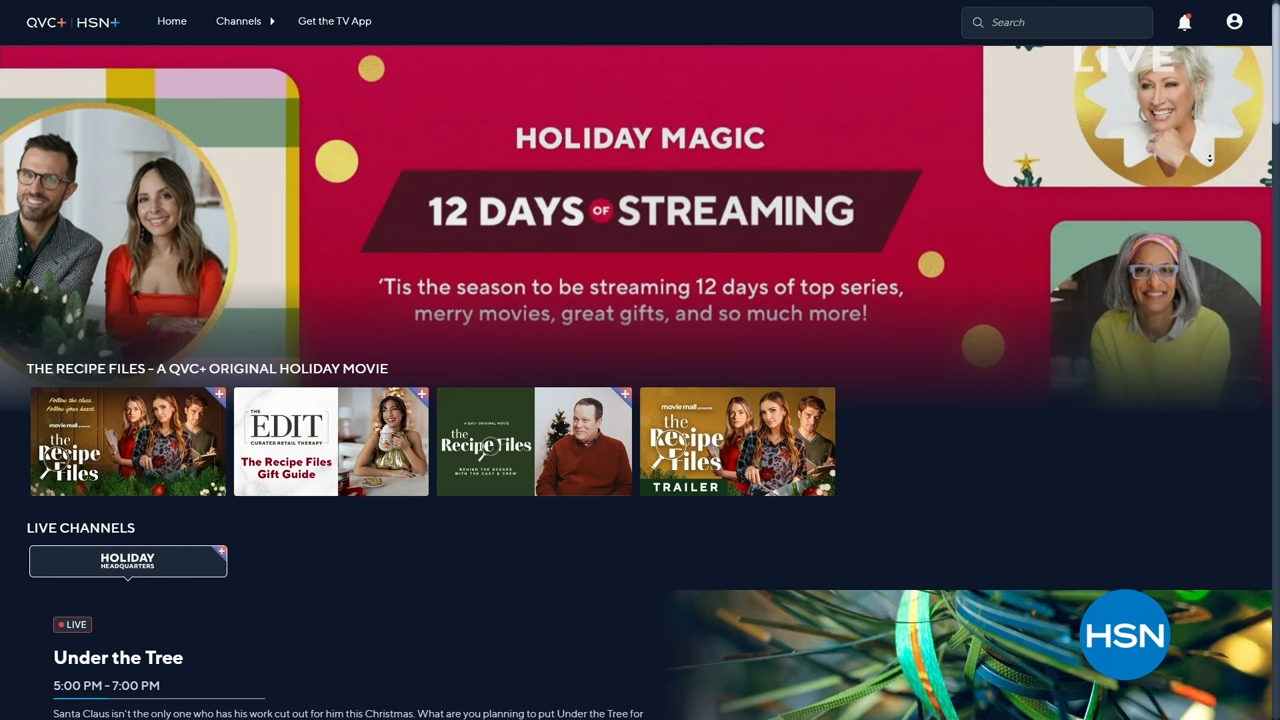 QVC+ | HSN+
Home
Channels
Get the TV App
Search
LIVE
HOLIDAY MAGIC
12 DAYS OF STREAMING
'Tis the season to be streaming 12 days of top series,
merry movies, great gifts, and so much more!
THE RECIPE FILES - A QVC+ ORIGINAL HOLIDAY MOVIE
Follow the clues.
Follow your heart.
moviemail presents
the
Recipe
Files
THE
EDIT
CURATED RETAIL THERAPY
The Recipe Files
Gift Guide
A QVC+ ORIGINAL MOVIE
the
Recipe Files
BEHIND THE SCENES
WITH THE CAST & CREW
moviemail presents
the
Recipe
Files
TRAILER
LIVE CHANNELS
HOLIDAY
HEADQUARTERS
LIVE
Under the Tree
5:00 PM - 7:00 PM
Santa Claus isn't the only one who has his work cut out for him this Christmas. What are you planning to put Under the Tree for
HSN